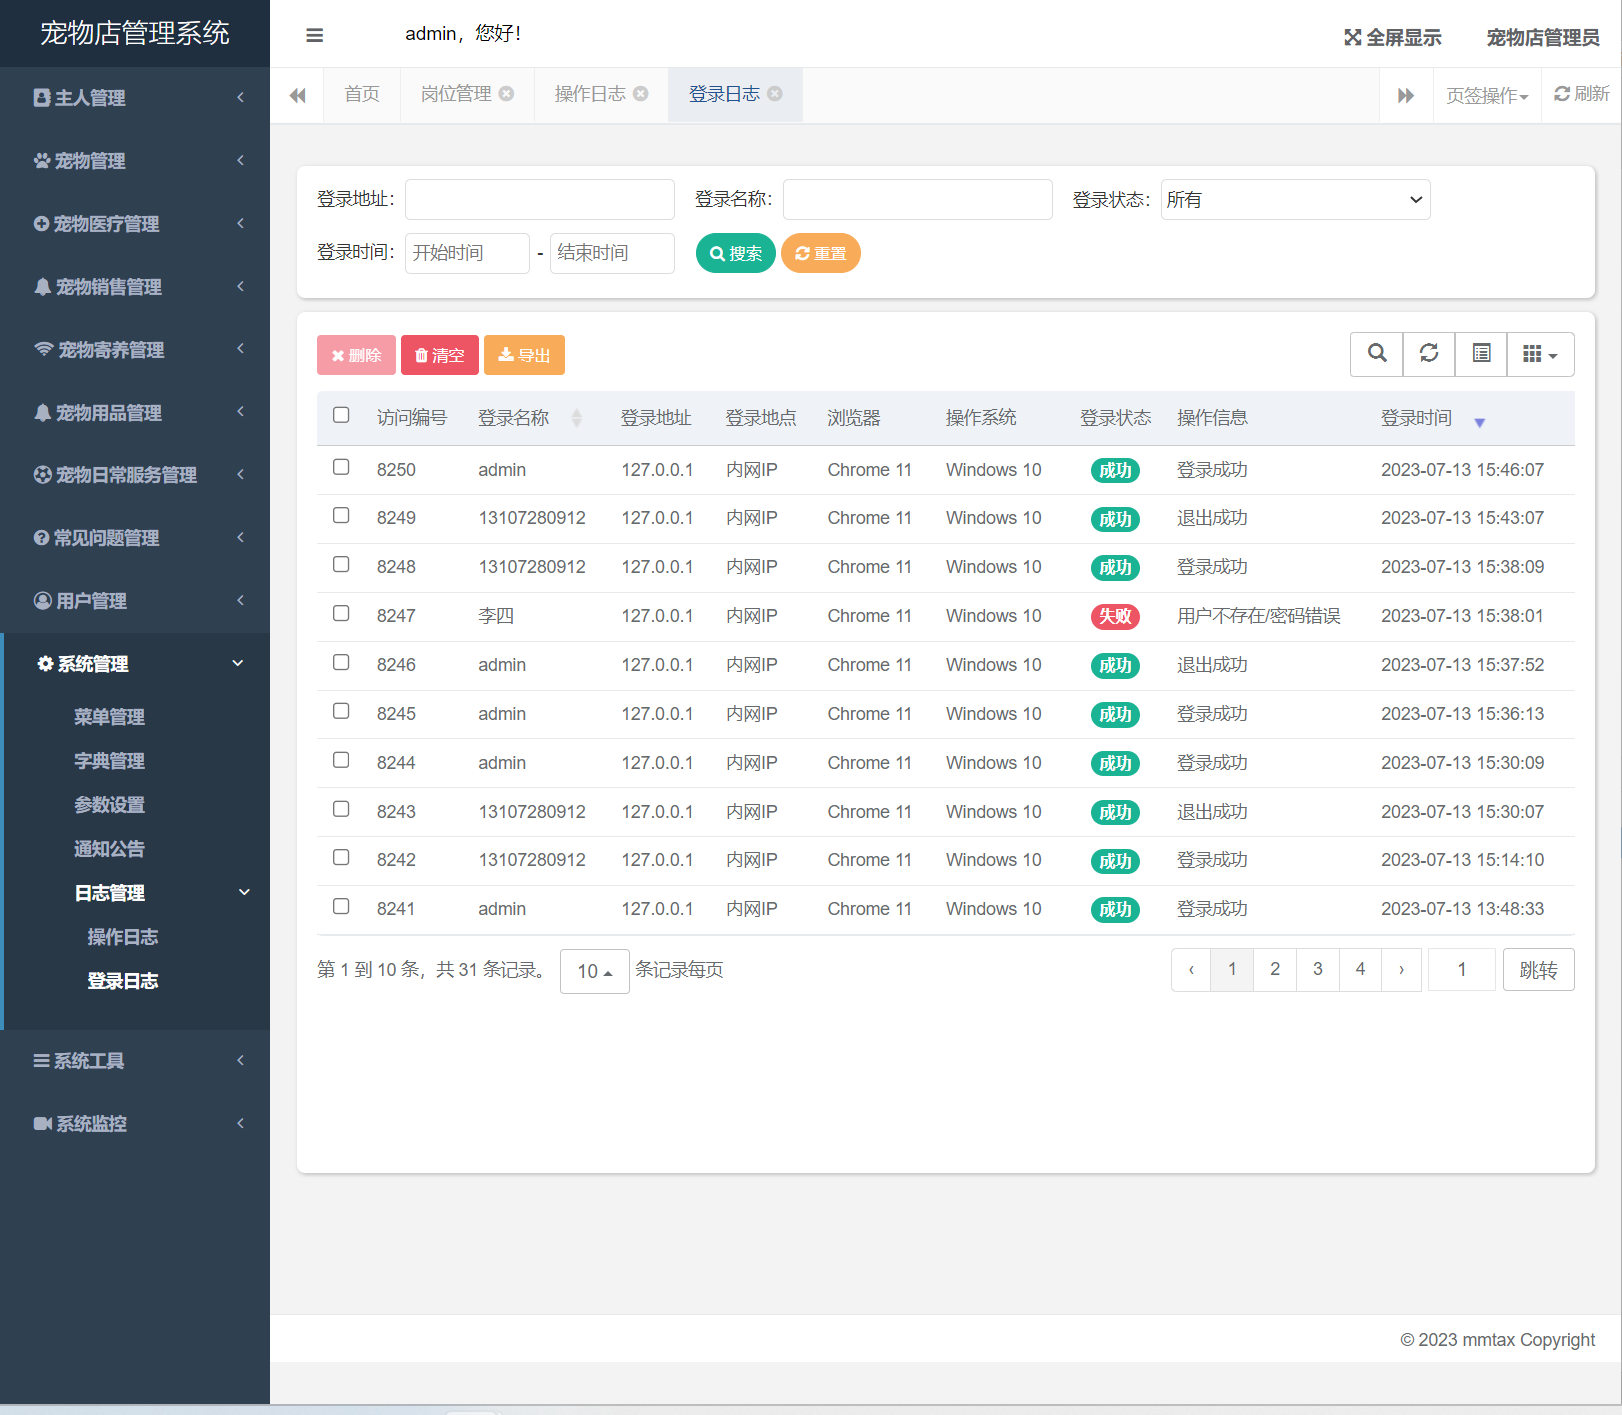 宠物店管理系统
admin，您好！
全屏显示
宠物店管理员
首页
岗位管理
操作日志
登录日志
页签操作
刷新
主人管理
宠物管理
宠物医疗管理
宠物销售管理
宠物寄养管理
宠物用品管理
宠物日常服务管理
常见问题管理
用户管理
系统管理
菜单管理
字典管理
参数设置
通知公告
日志管理
操作日志
登录日志
系统工具
系统监控
登录地址：
登录名称：
登录状态： 所有
登录时间： 开始时间 - 结束时间
搜索
重置
删除
清空
导出
访问编号 登录名称 登录地址 登录地点 浏览器 操作系统 登录状态 操作信息 登录时间
8250 admin 127.0.0.1 内网IP Chrome 11 Windows 10 成功 登录成功 2023-07-13 15:46:07
8249 13107280912 127.0.0.1 内网IP Chrome 11 Windows 10 成功 退出成功 2023-07-13 15:43:07
8248 13107280912 127.0.0.1 内网IP Chrome 11 Windows 10 成功 登录成功 2023-07-13 15:38:09
8247 李四 127.0.0.1 内网IP Chrome 11 Windows 10 失败 用户不存在/密码错误 2023-07-13 15:38:01
8246 admin 127.0.0.1 内网IP Chrome 11 Windows 10 成功 退出成功 2023-07-13 15:37:52
8245 admin 127.0.0.1 内网IP Chrome 11 Windows 10 成功 登录成功 2023-07-13 15:36:13
8244 admin 127.0.0.1 内网IP Chrome 11 Windows 10 成功 登录成功 2023-07-13 15:30:09
8243 13107280912 127.0.0.1 内网IP Chrome 11 Windows 10 成功 退出成功 2023-07-13 15:30:07
8242 13107280912 127.0.0.1 内网IP Chrome 11 Windows 10 成功 登录成功 2023-07-13 15:14:10
8241 admin 127.0.0.1 内网IP Chrome 11 Windows 10 成功 登录成功 2023-07-13 13:48:33
第 1 到 10 条，共 31 条记录。 10 条记录每页
‹ 1 2 3 4 › 1 跳转
© 2023 mmtax Copyright